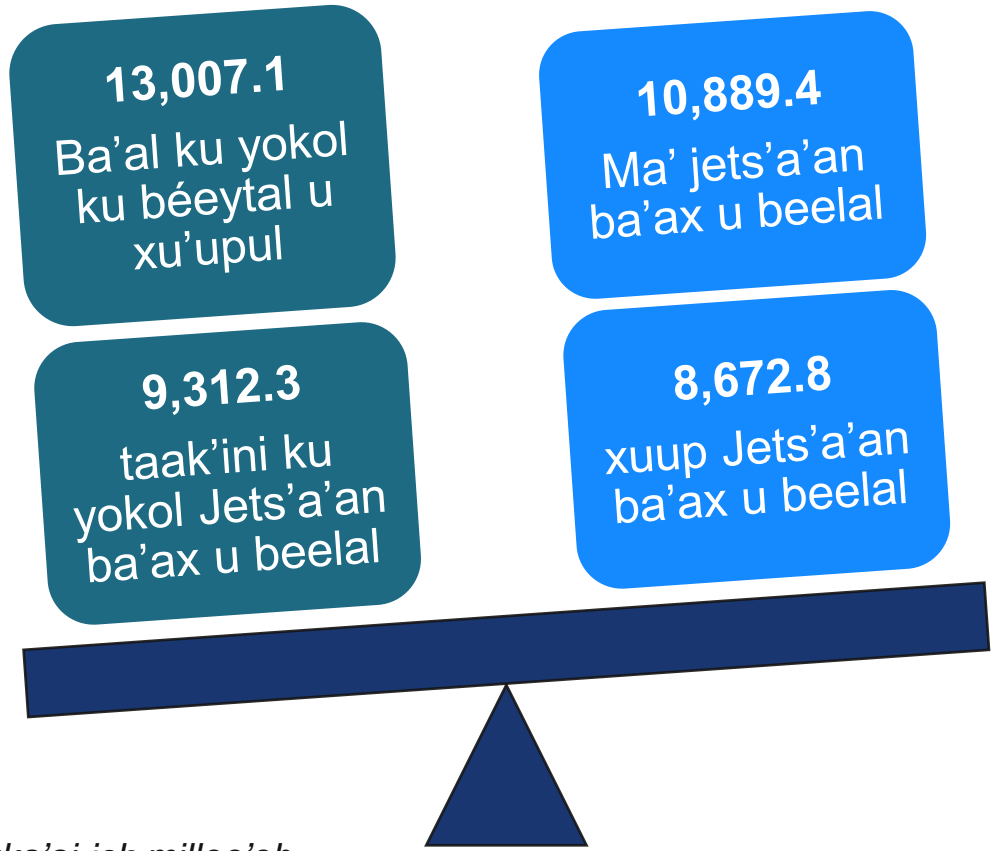 13,007.1
Ba’al ku yokol
ku béeytal u
xu’upul
9,312.3
taak’ini ku
yokol Jets’a’an
ba’ax u beelal
10,889.4
Ma’ jets’a’an
ba’ax u beelal
8,672.8
xuup Jets’a’an
ba’ax u beelal